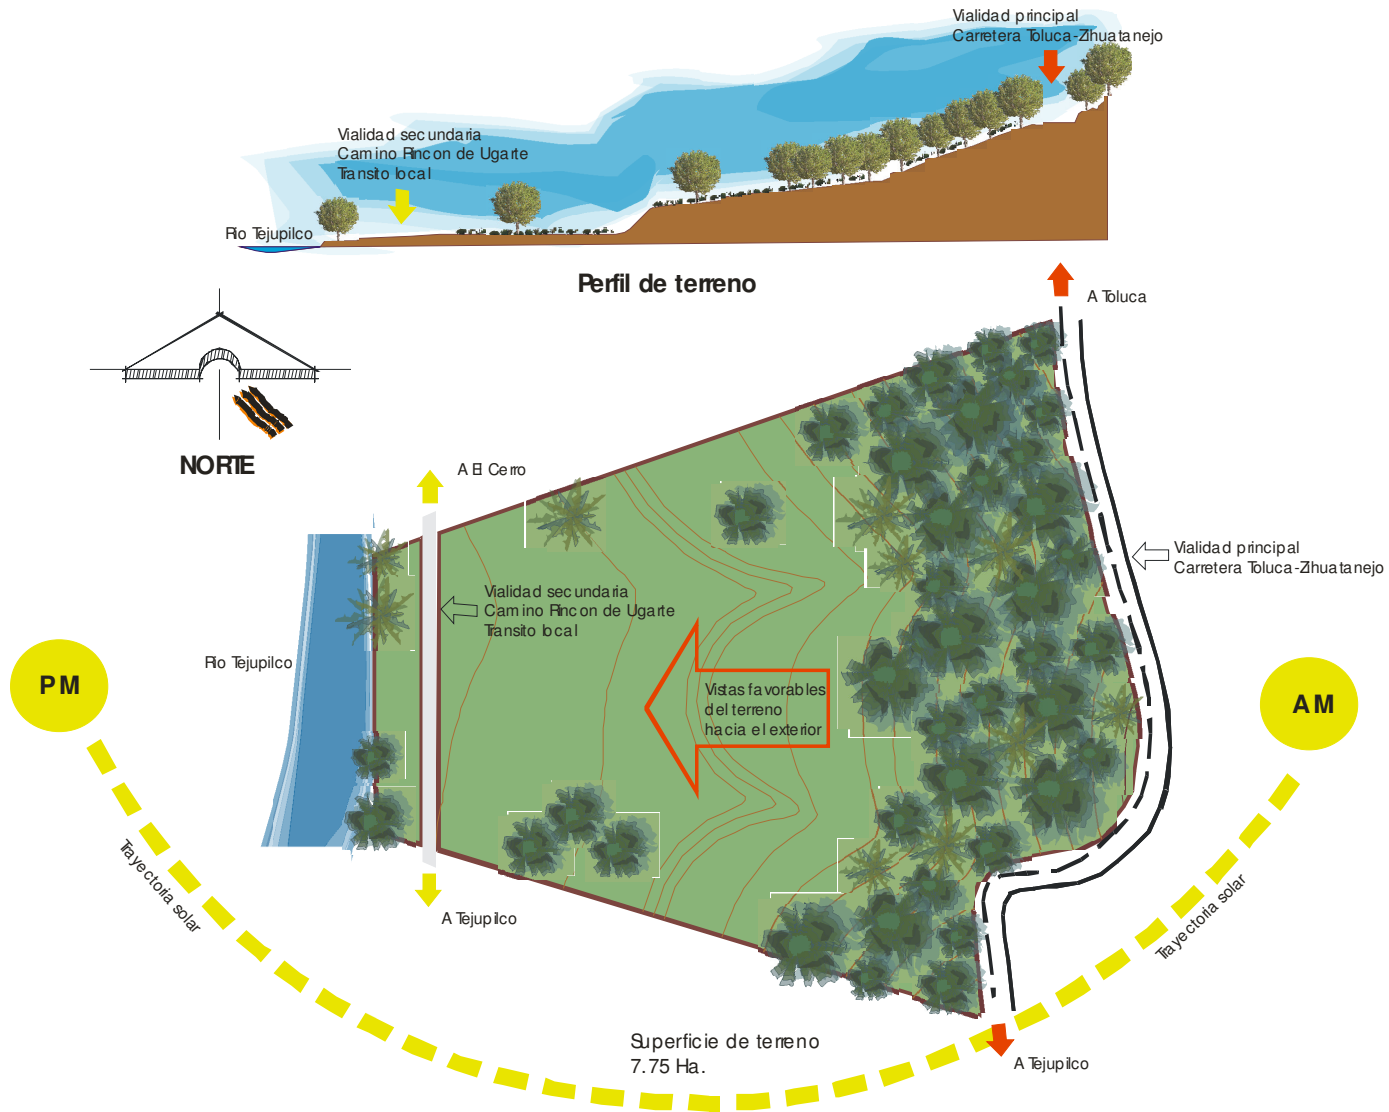 Vialidad principal
Carretera Toluca-Zihuatanejo
Vialidad secundaria
Camino Rincon de Ugarte
Transito local
Rio Tejupilco
Perfil de terreno
A Toluca
NORTE
A El Cerro
Vialidad principal
Carretera Toluca-Zihuatanejo
Vialidad secundaria
Camino Rincon de Ugarte
Transito local
Rio Tejupilco
PM
Vistas favorables
del terreno
hacia el exterior
AM
Trayectoria solar
A Tejupilco
Trayectoria solar
Superficie de terreno
7.75 Ha.
A Tejupilco